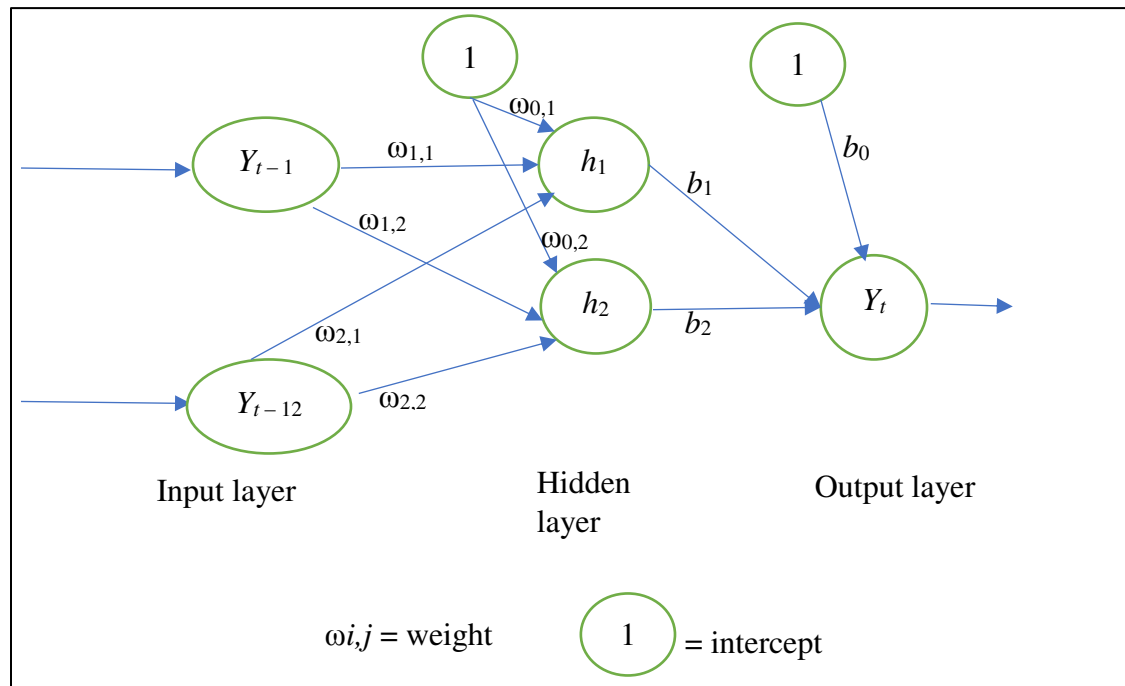 1
1
ω0,1
Yt – 1
ω1,1
h1
b0
b1
ω1,2
ω0,2
h2
Yt
b2
ω2,1
Yt – 12
ω2,2
Input layer
Hidden
layer
Output layer
ωi,j = weight
1
= intercept